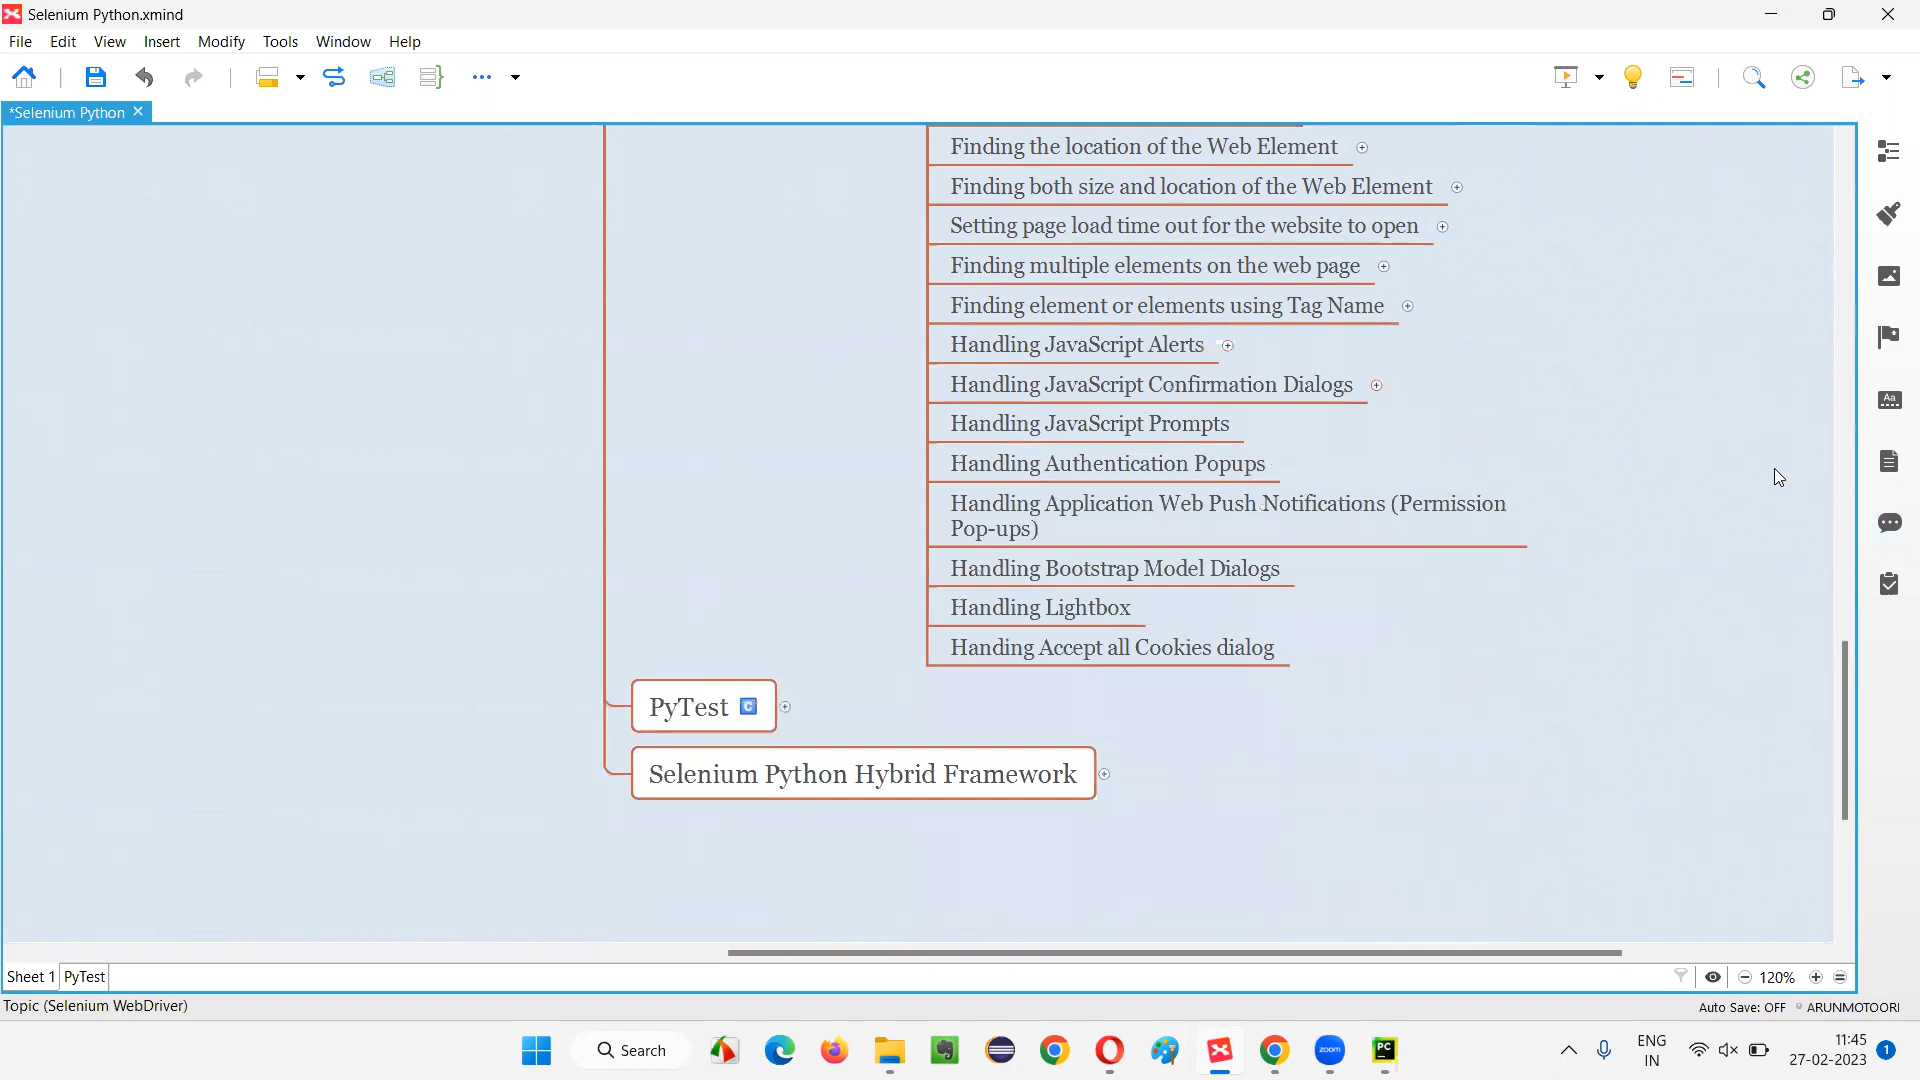 Selenium Python.xmind
File Edit View Insert Modify Tools Window Help
*Selenium Python
Finding the location of the Web Element
Finding both size and location of the Web Element
Setting page load time out for the website to open
Finding multiple elements on the web page
Finding element or elements using Tag Name
Handling JavaScript Alerts
Handling JavaScript Confirmation Dialogs
Handling JavaScript Prompts
Handling Authentication Popups
Handling Application Web Push Notifications (Permission
Pop-ups)
Handling Bootstrap Model Dialogs
Handling Lightbox
Handing Accept all Cookies dialog
PyTest C
Selenium Python Hybrid Framework
Aa
Sheet 1 PyTest
120%
Topic (Selenium WebDriver)
Auto Save: OFF ARUNMOTOORI
Search
zoom
PC
ENG
IN
11:45
27-02-2023
1